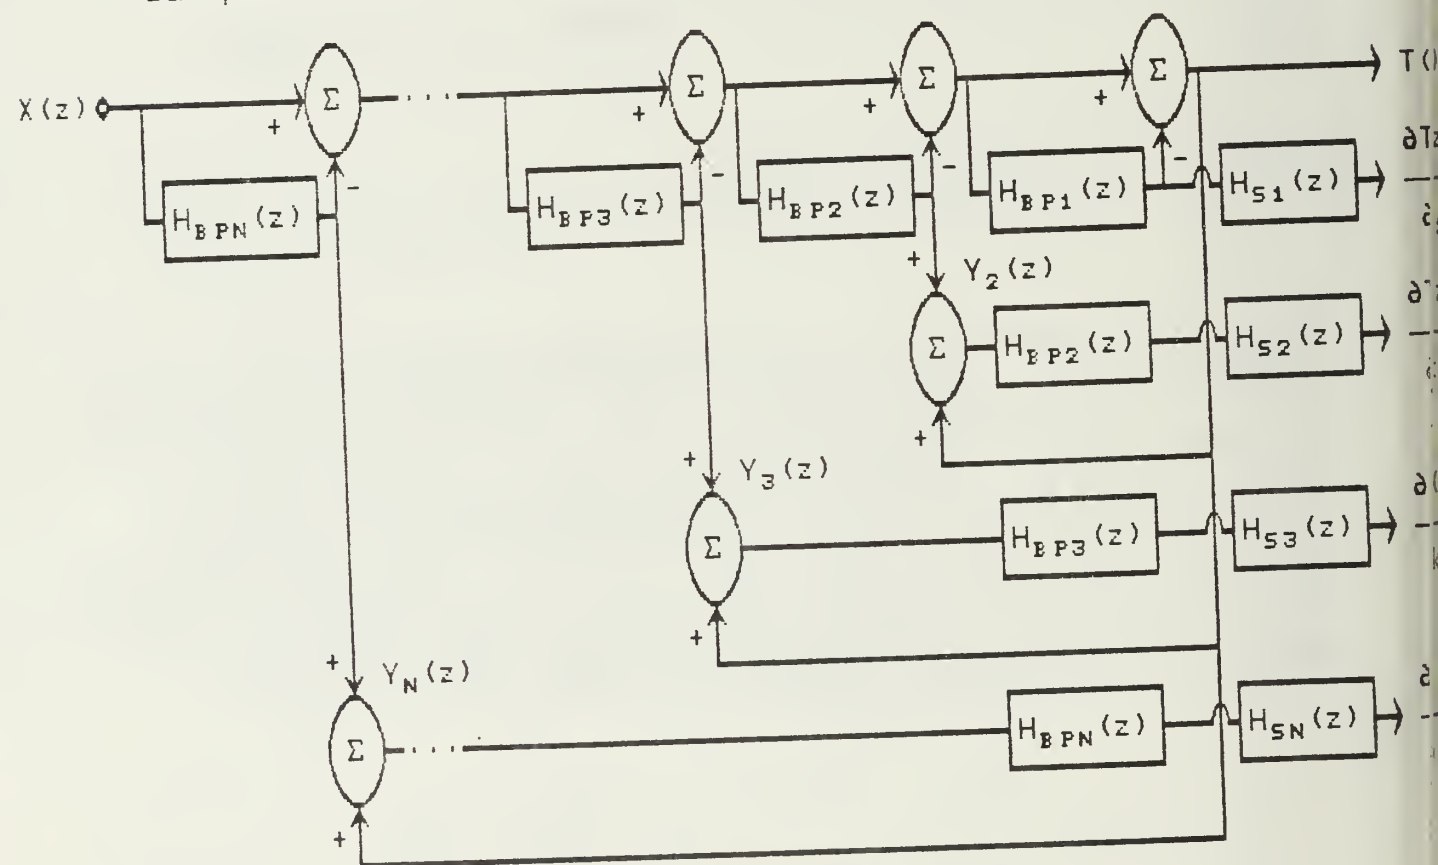 X(z)
Σ
Σ
Σ
Σ
+
+
+
+
-
-
-
-
H_BPN(z)
H_BP3(z)
H_BP2(z)
H_BP1(z)
H_S1(z)
+ Y_2(z)
Σ
H_BP2(z)
H_S2(z)
+
+ Y_3(z)
Σ
H_BP3(z)
H_S3(z)
+
+ Y_N(z)
Σ
H_BPN(z)
H_SN(z)
+